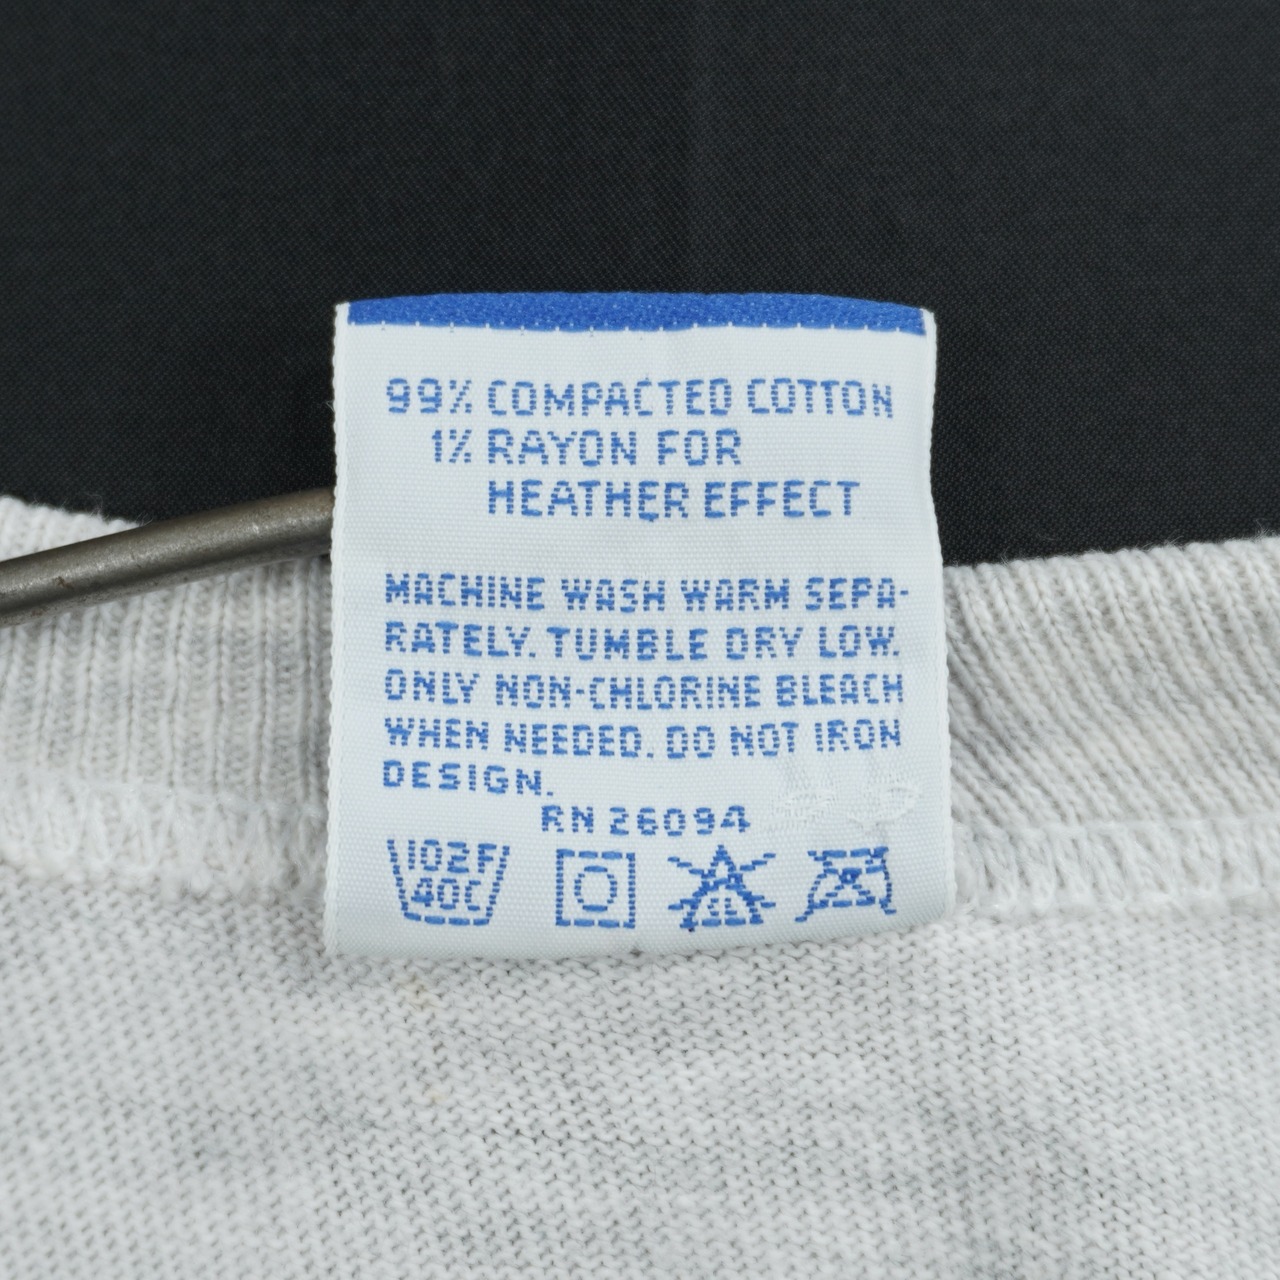 99% COMPACTED COTTON
1% RAYON FOR
HEATHER EFFECT
MACHINE WASH WARM SEPA-
RATELY. TUMBLE DRY LOW.
ONLY NON-CHLORINE BLEACH
WHEN NEEDED. DO NOT IRON
DESIGN.
RN 26094
102F
40C
CL